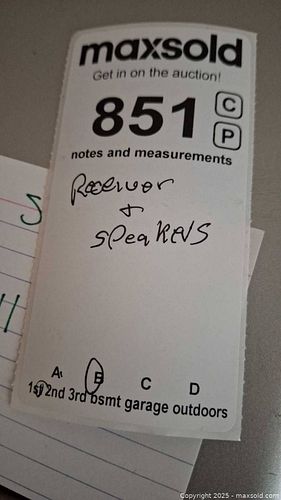 maxsold
Get in on the auction!
851 C
P
notes and measurements
Receiver
+
speakers
A B C D
1st 2nd 3rd bsmt garage outdoors
S
Copyright © 2025 - maxsold.com